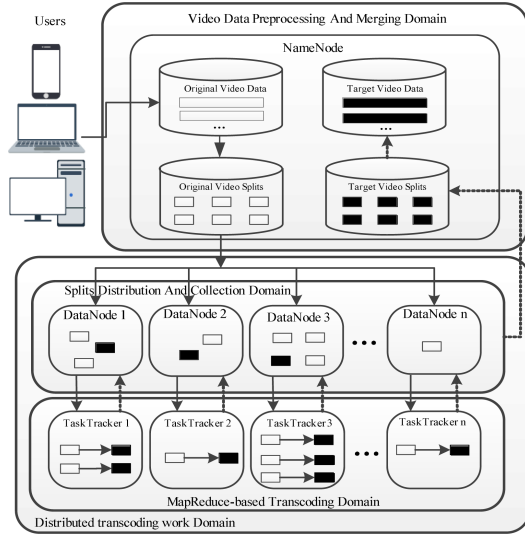 Users
Video Data Preprocessing And Merging Domain
NameNode
Original Video Data
Target Video Data
...
...
Original Video Splits
Target Video Splits
Splits Distribution And Collection Domain
DataNode 1
DataNode 2
DataNode 3
DataNode n
...
TaskTracker 1
TaskTracker 2
TaskTracker3
TaskTracker n
...
MapReduce-based Transcoding Domain
Distributed transcoding work Domain